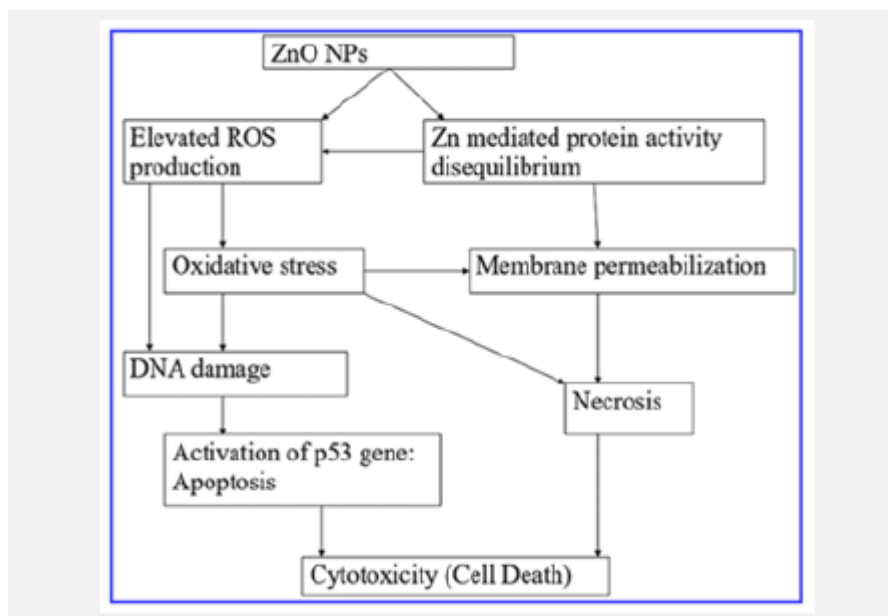 ZnO NPs
Elevated ROS
production
Zn mediated protein activity
disequilibrium
Oxidative stress
Membrane permeabilization
DNA damage
Necrosis
Activation of p53 gene:
Apoptosis
Cytotoxicity (Cell Death)